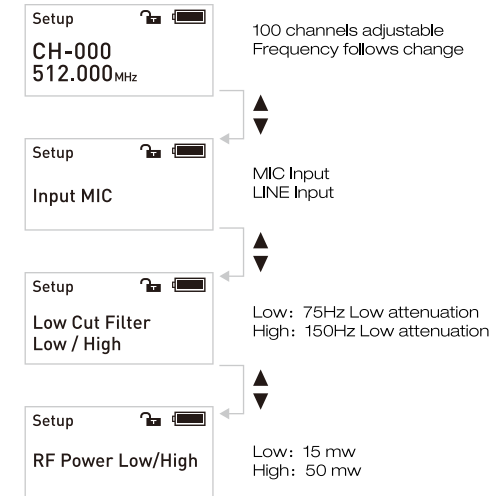 Setup
CH-000
512.000 MHz
100 channels adjustable
Frequency follows change
Setup
Input MIC
MIC Input
LINE Input
Setup
Low Cut Filter
Low / High
Low: 75Hz Low attenuation
High: 150Hz Low attenuation
Setup
RF Power Low/High
Low: 15 mw
High: 50 mw